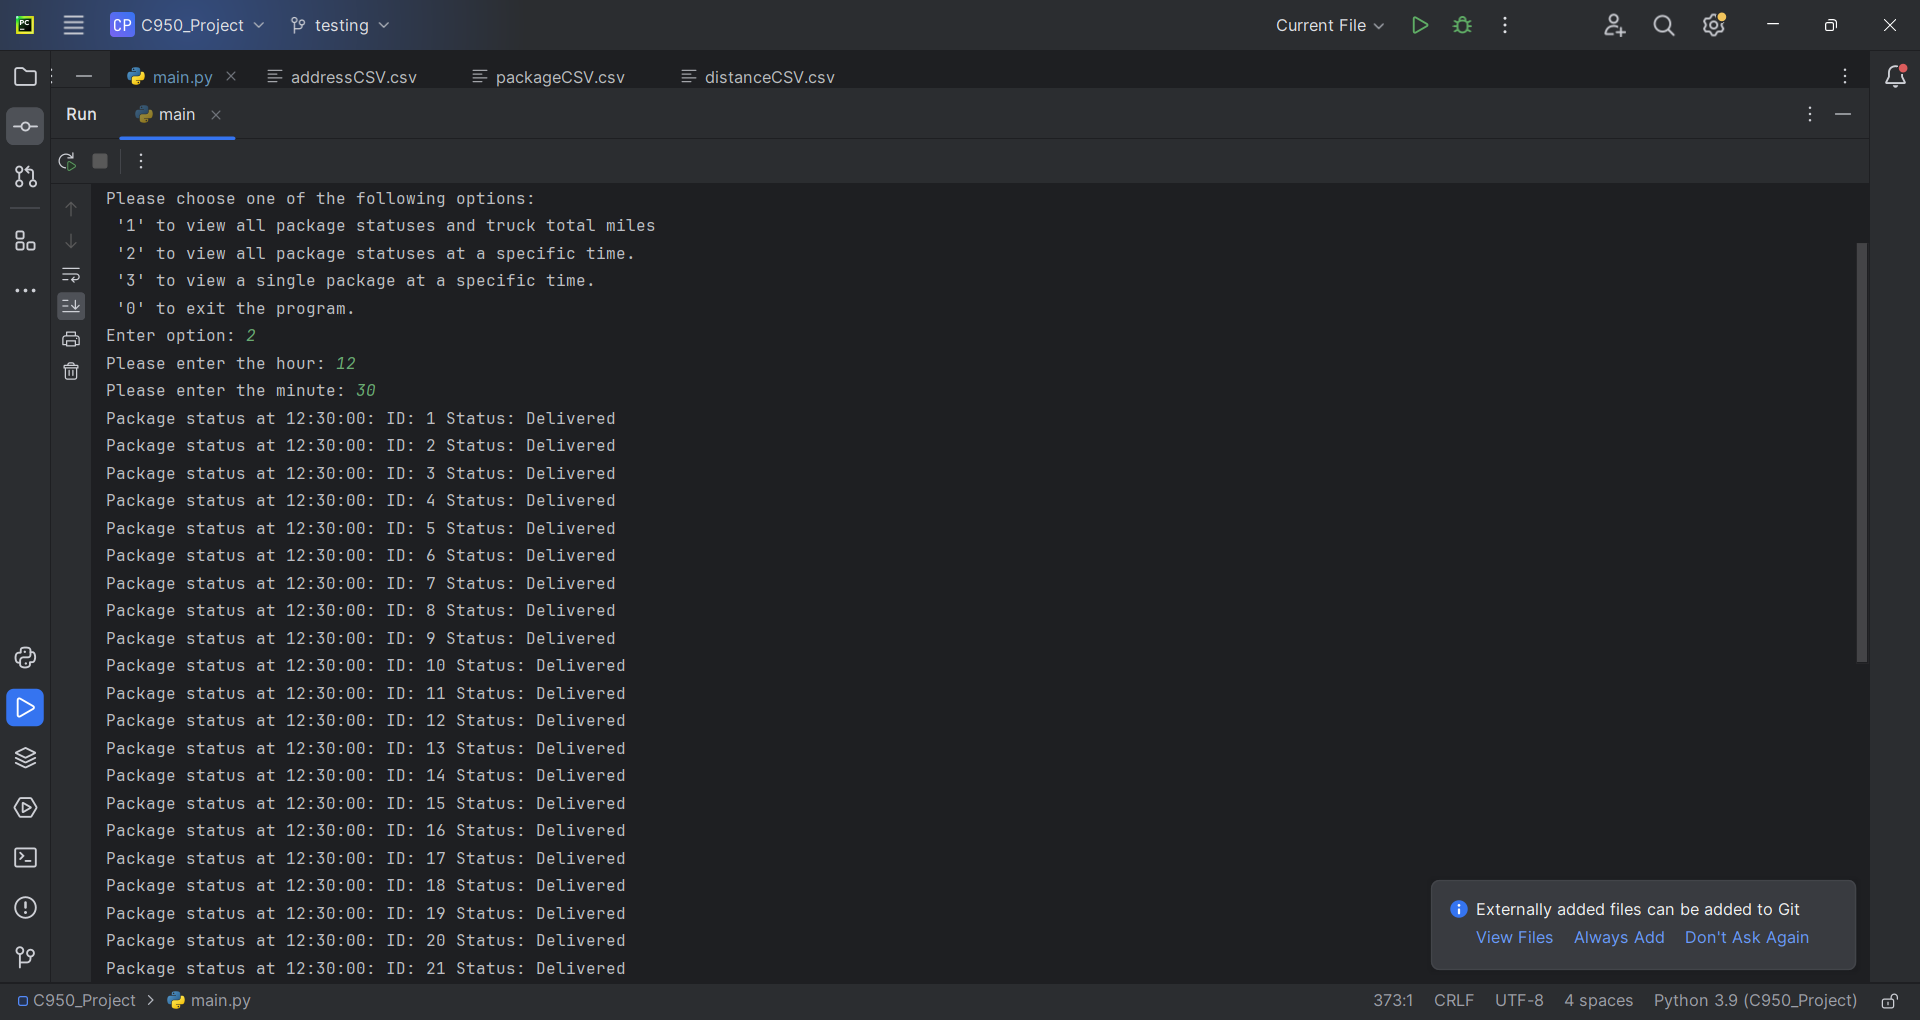 CP C950_Project testing Current File
main.py addressCSV.csv packageCSV.csv distanceCSV.csv
Run main
Please choose one of the following options:
'1' to view all package statuses and truck total miles
'2' to view all package statuses at a specific time.
'3' to view a single package at a specific time.
'0' to exit the program.
Enter option: 2
Please enter the hour: 12
Please enter the minute: 30
Package status at 12:30:00: ID: 1 Status: Delivered
Package status at 12:30:00: ID: 2 Status: Delivered
Package status at 12:30:00: ID: 3 Status: Delivered
Package status at 12:30:00: ID: 4 Status: Delivered
Package status at 12:30:00: ID: 5 Status: Delivered
Package status at 12:30:00: ID: 6 Status: Delivered
Package status at 12:30:00: ID: 7 Status: Delivered
Package status at 12:30:00: ID: 8 Status: Delivered
Package status at 12:30:00: ID: 9 Status: Delivered
Package status at 12:30:00: ID: 10 Status: Delivered
Package status at 12:30:00: ID: 11 Status: Delivered
Package status at 12:30:00: ID: 12 Status: Delivered
Package status at 12:30:00: ID: 13 Status: Delivered
Package status at 12:30:00: ID: 14 Status: Delivered
Package status at 12:30:00: ID: 15 Status: Delivered
Package status at 12:30:00: ID: 16 Status: Delivered
Package status at 12:30:00: ID: 17 Status: Delivered
Package status at 12:30:00: ID: 18 Status: Delivered
Package status at 12:30:00: ID: 19 Status: Delivered
Package status at 12:30:00: ID: 20 Status: Delivered
Package status at 12:30:00: ID: 21 Status: Delivered
Externally added files can be added to Git
View Files Always Add Don't Ask Again
C950_Project > main.py 373:1 CRLF UTF-8 4 spaces Python 3.9 (C950_Project)